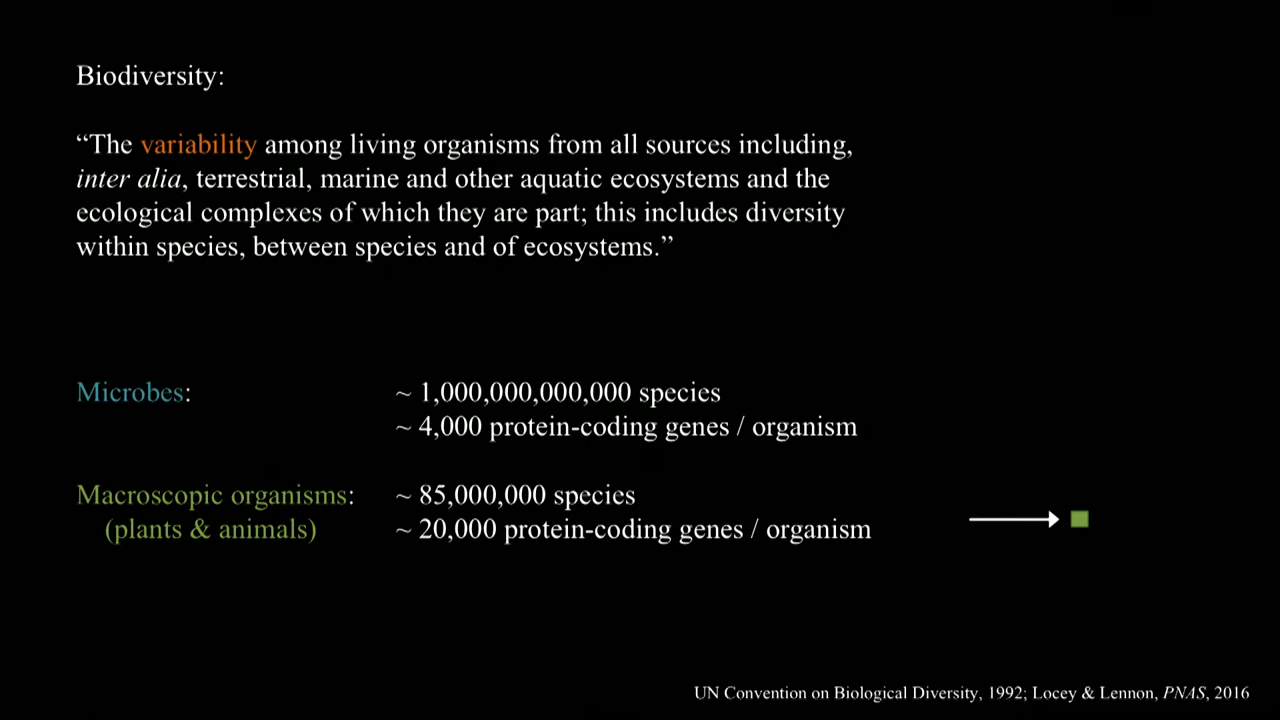 Biodiversity:
“The variability among living organisms from all sources including,
inter alia, terrestrial, marine and other aquatic ecosystems and the
ecological complexes of which they are part; this includes diversity
within species, between species and of ecosystems.”
Microbes: ~ 1,000,000,000,000 species
~ 4,000 protein-coding genes / organism
Macroscopic organisms: ~ 85,000,000 species
(plants & animals) ~ 20,000 protein-coding genes / organism
UN Convention on Biological Diversity, 1992; Locey & Lennon, PNAS, 2016